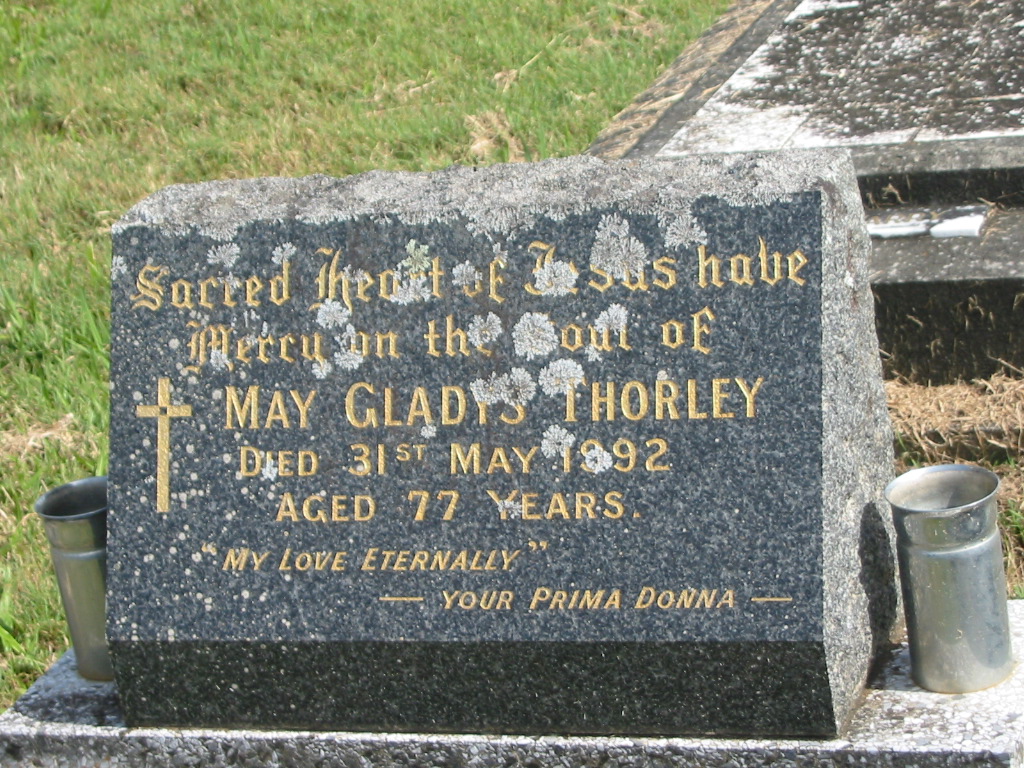 Sacred Heart of Jesus have
Mercy on the Soul of
MAY GLADYS THORLEY
DIED 31ST MAY 1992
AGED 77 YEARS.
"MY LOVE ETERNALLY"
— YOUR PRIMA DONNA —